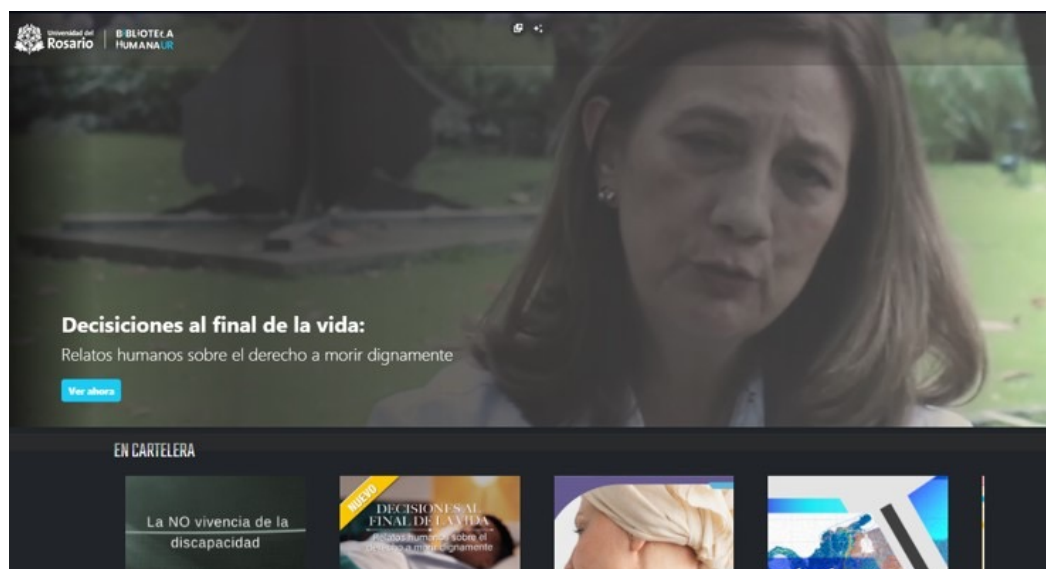 Universidad del
Rosario
BIBLIOTECA
HUMANAUR
Decisiciones al final de la vida:
Relatos humanos sobre el derecho a morir dignamente
Ver ahora
EN CARTELERA
La NO vivencia de la
discapacidad
NUEVO
DECISIONES AL
FINAL DE LA VIDA
Relatos humanos sobre el
derecho a morir dignamente